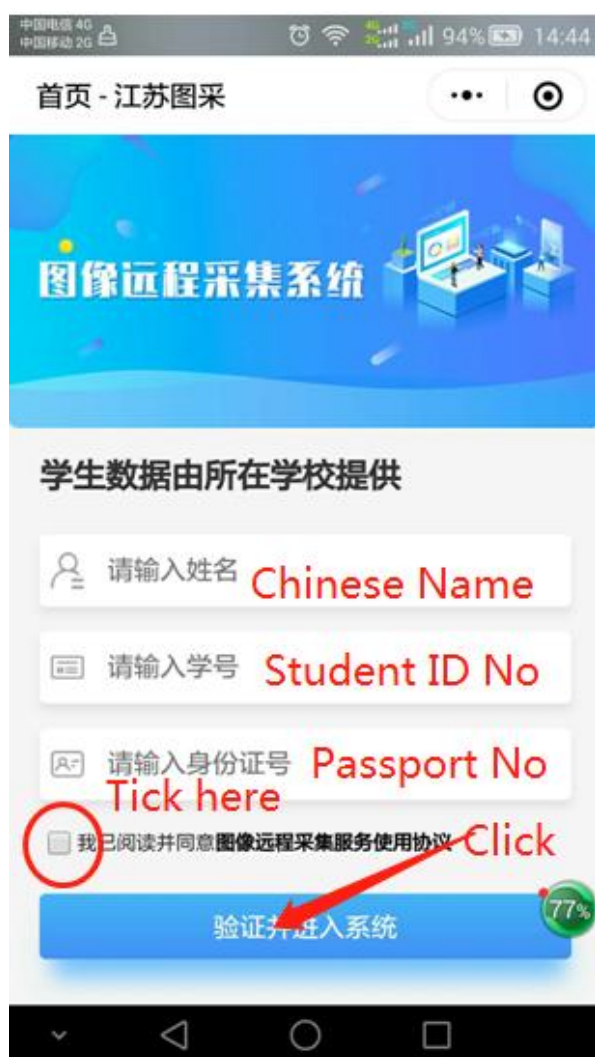 中国电信 4G
中国移动 2G
94% 14:44
首页 - 江苏图采
图像远程采集系统
学生数据由所在学校提供
请输入姓名 Chinese Name
请输入学号 Student ID No
请输入身份证号 Passport No
Tick here
我已阅读并同意图像远程采集服务使用协议 Click
验证并进入系统
77%